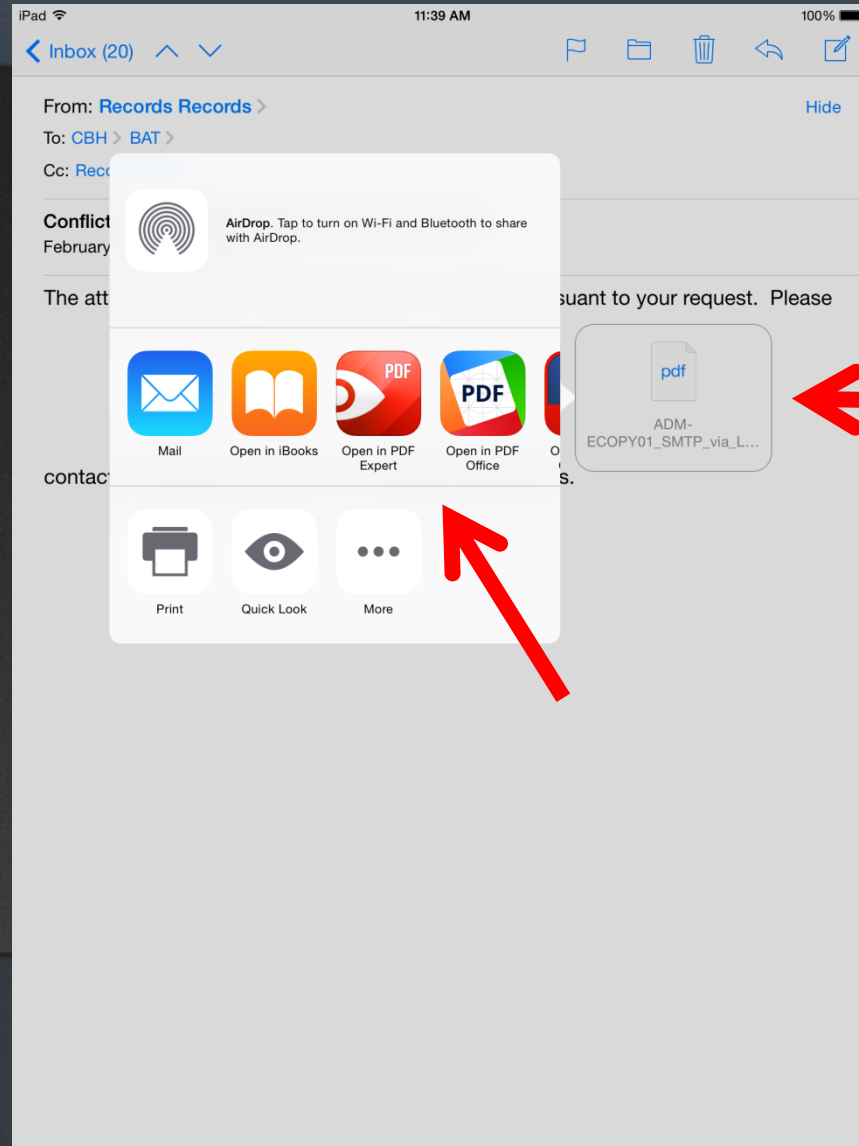 iPad 11:39 AM 100%
Inbox (20)
From: Records Records Hide
To: CBH BAT
Cc: Reco
Conflict
February
AirDrop. Tap to turn on Wi-Fi and Bluetooth to share
with AirDrop.
The att suant to your request. Please
pdf
ADM-
ECOPY01_SMTP_via_L...
PDF
PDF
Mail
Open in iBooks
Open in PDF
Expert
Open in PDF
Office
O
contac s.
Print
Quick Look
More